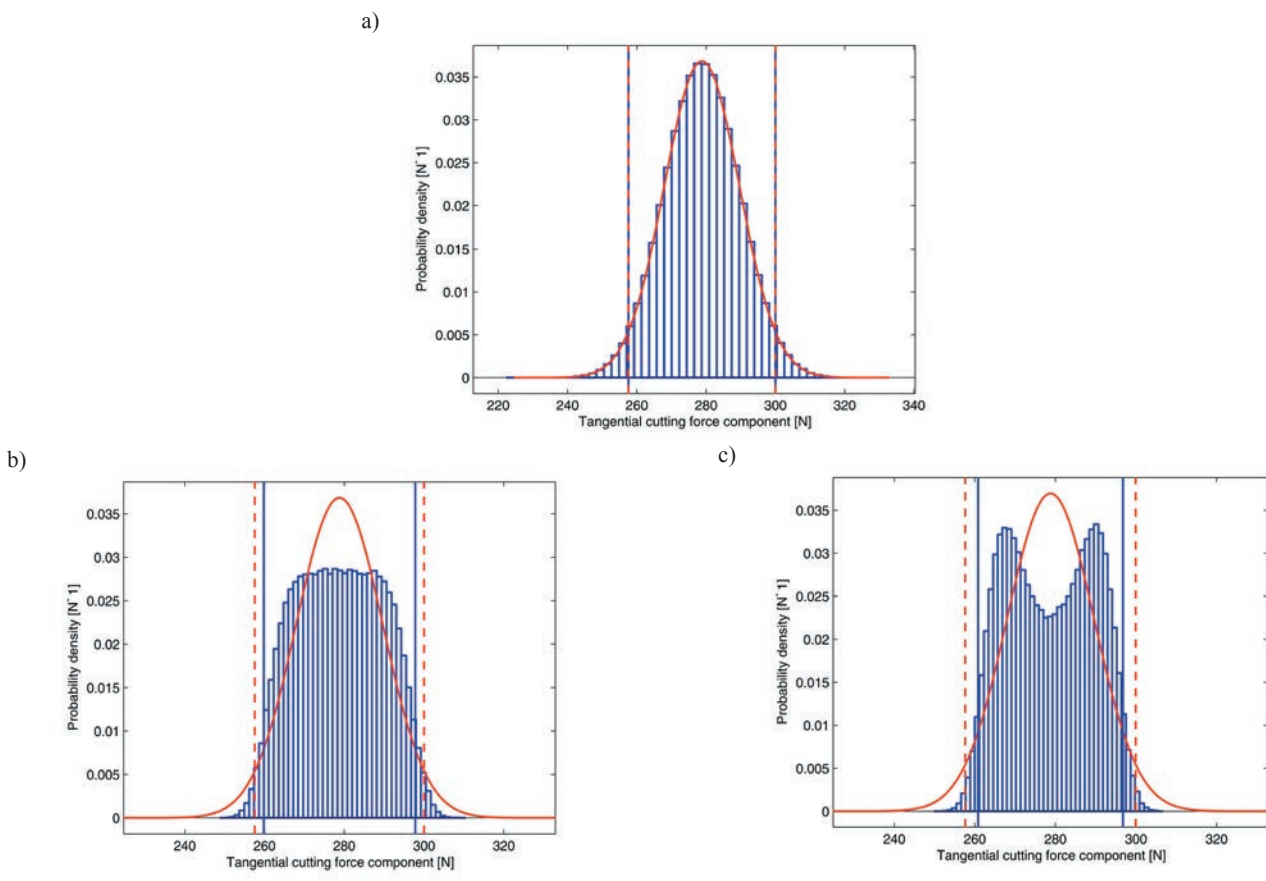 a)
0.035
0.03
0.025
0.02
0.015
0.01
0.005
0
Probability density [N⁻1]
220 240 260 280 300 320 340
Tangential cutting force component [N]
b)
0.035
0.03
0.025
0.02
0.015
0.01
0.005
0
Probability density [N⁻1]
240 260 280 300 320
Tangential cutting force component [N]
c)
0.035
0.03
0.025
0.02
0.015
0.01
0.005
0
Probability density [N⁻1]
240 260 280 300 320
Tangential cutting force component [N]